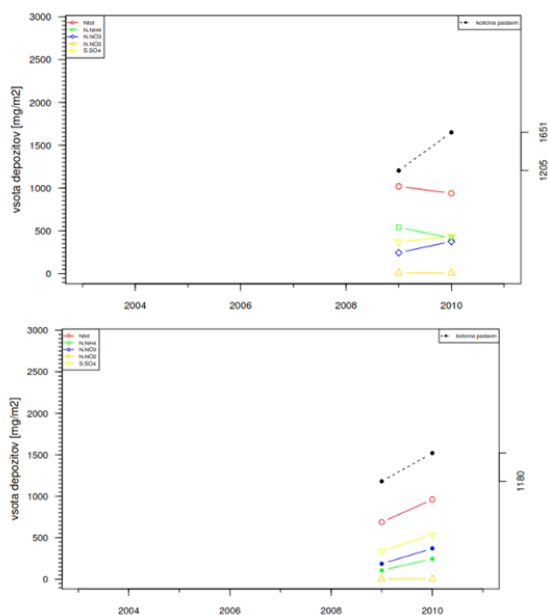 Ntot
N.NH4
N.NO3
N.NO2
S.SO4
kolicina padavin
vsota depozitov [mg/m2]
3000
2500
2000
1500
1000
500
0
1651
1205
2004
2006
2008
2010
Ntot
N.NH4
N.NO3
N.NO2
S.SO4
kolicina padavin
vsota depozitov [mg/m2]
3000
2500
2000
1500
1000
500
0
1180
2004
2006
2008
2010